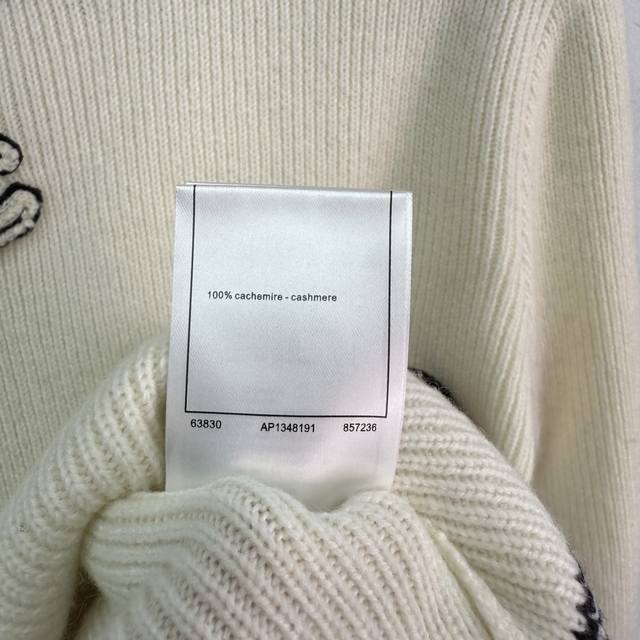 100% cachemire - cashmere
63830 AP1348191 857236